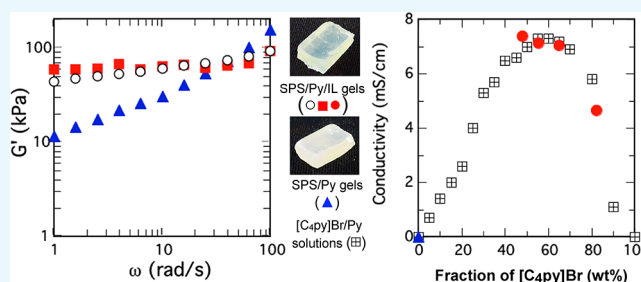 G' (kPa)
100
10
1
1
10
100
ω (rad/s)
SPS/Py/IL gels
( )
SPS/Py gels
( )
[C₄py]Br/Py
solutions ( )
Conductivity (mS/cm)
8
6
4
2
0
0 20 40 60 80 100
Fraction of [C4py]Br (wt%)